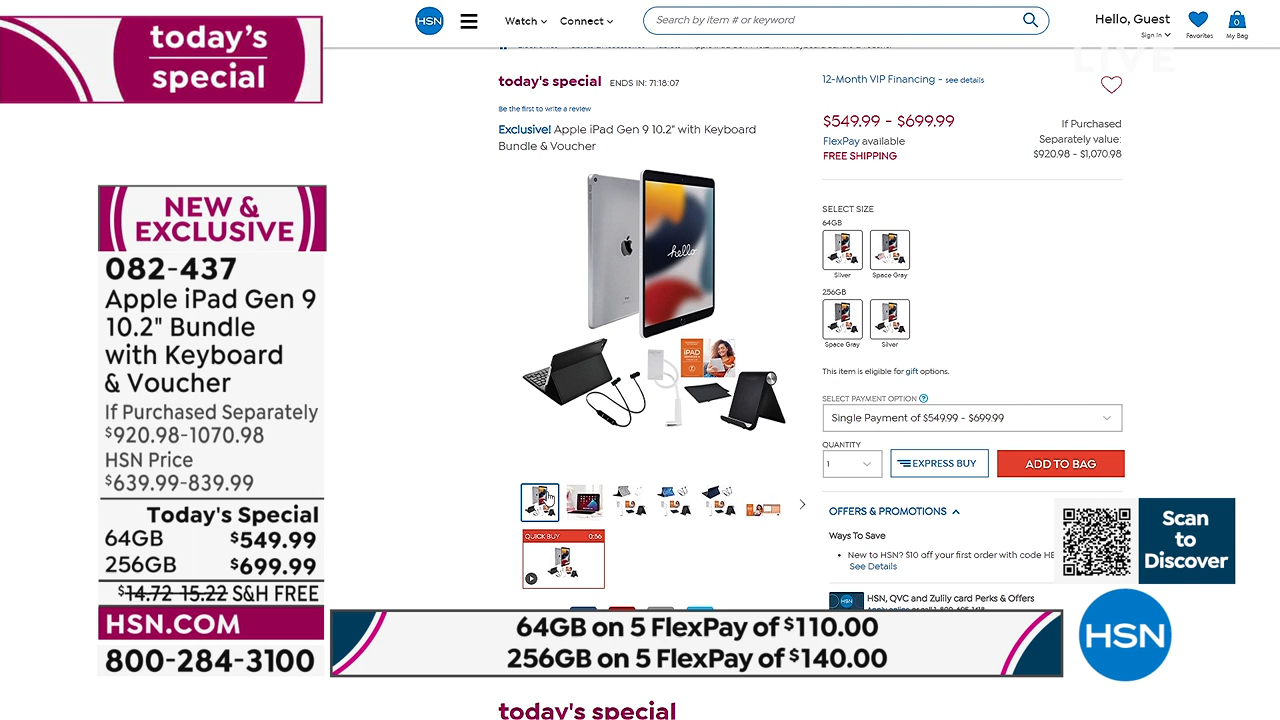 today's
special
HSN
Watch
Connect
Search by item # or keyword
Hello, Guest
Sign In
Favorites
0
My Bag
LIVE
NEW &
EXCLUSIVE
082-437
Apple iPad Gen 9
10.2" Bundle
with Keyboard
& Voucher
If Purchased Separately
$920.98-1070.98
HSN Price
$639.99-839.99
Today's Special
64GB $549.99
256GB $699.99
$14.72-15.22 S&H FREE
HSN.COM
800-284-3100
today's special ENDS IN: 71:18:07
Be the first to write a review
Exclusive! Apple iPad Gen 9 10.2" with Keyboard
Bundle & Voucher
hello
iPAD
QUICK BUY 0:56
12-Month VIP Financing - see details
$549.99 - $699.99
FlexPay available
FREE SHIPPING
If Purchased
Separately value:
$920.98 - $1,070.98
SELECT SIZE
64GB
Silver
Space Gray
256GB
Space Gray
Silver
This item is eligible for gift options.
SELECT PAYMENT OPTION ?
Single Payment of $549.99 - $699.99
QUANTITY
1
EXPRESS BUY
ADD TO BAG
OFFERS & PROMOTIONS
Ways To Save
New to HSN? $10 off your first order with code HE
See Details
HSN, QVC and Zulily card Perks & Offers
Scan
to
Discover
64GB on 5 FlexPay of $110.00
256GB on 5 FlexPay of $140.00
HSN
today's special